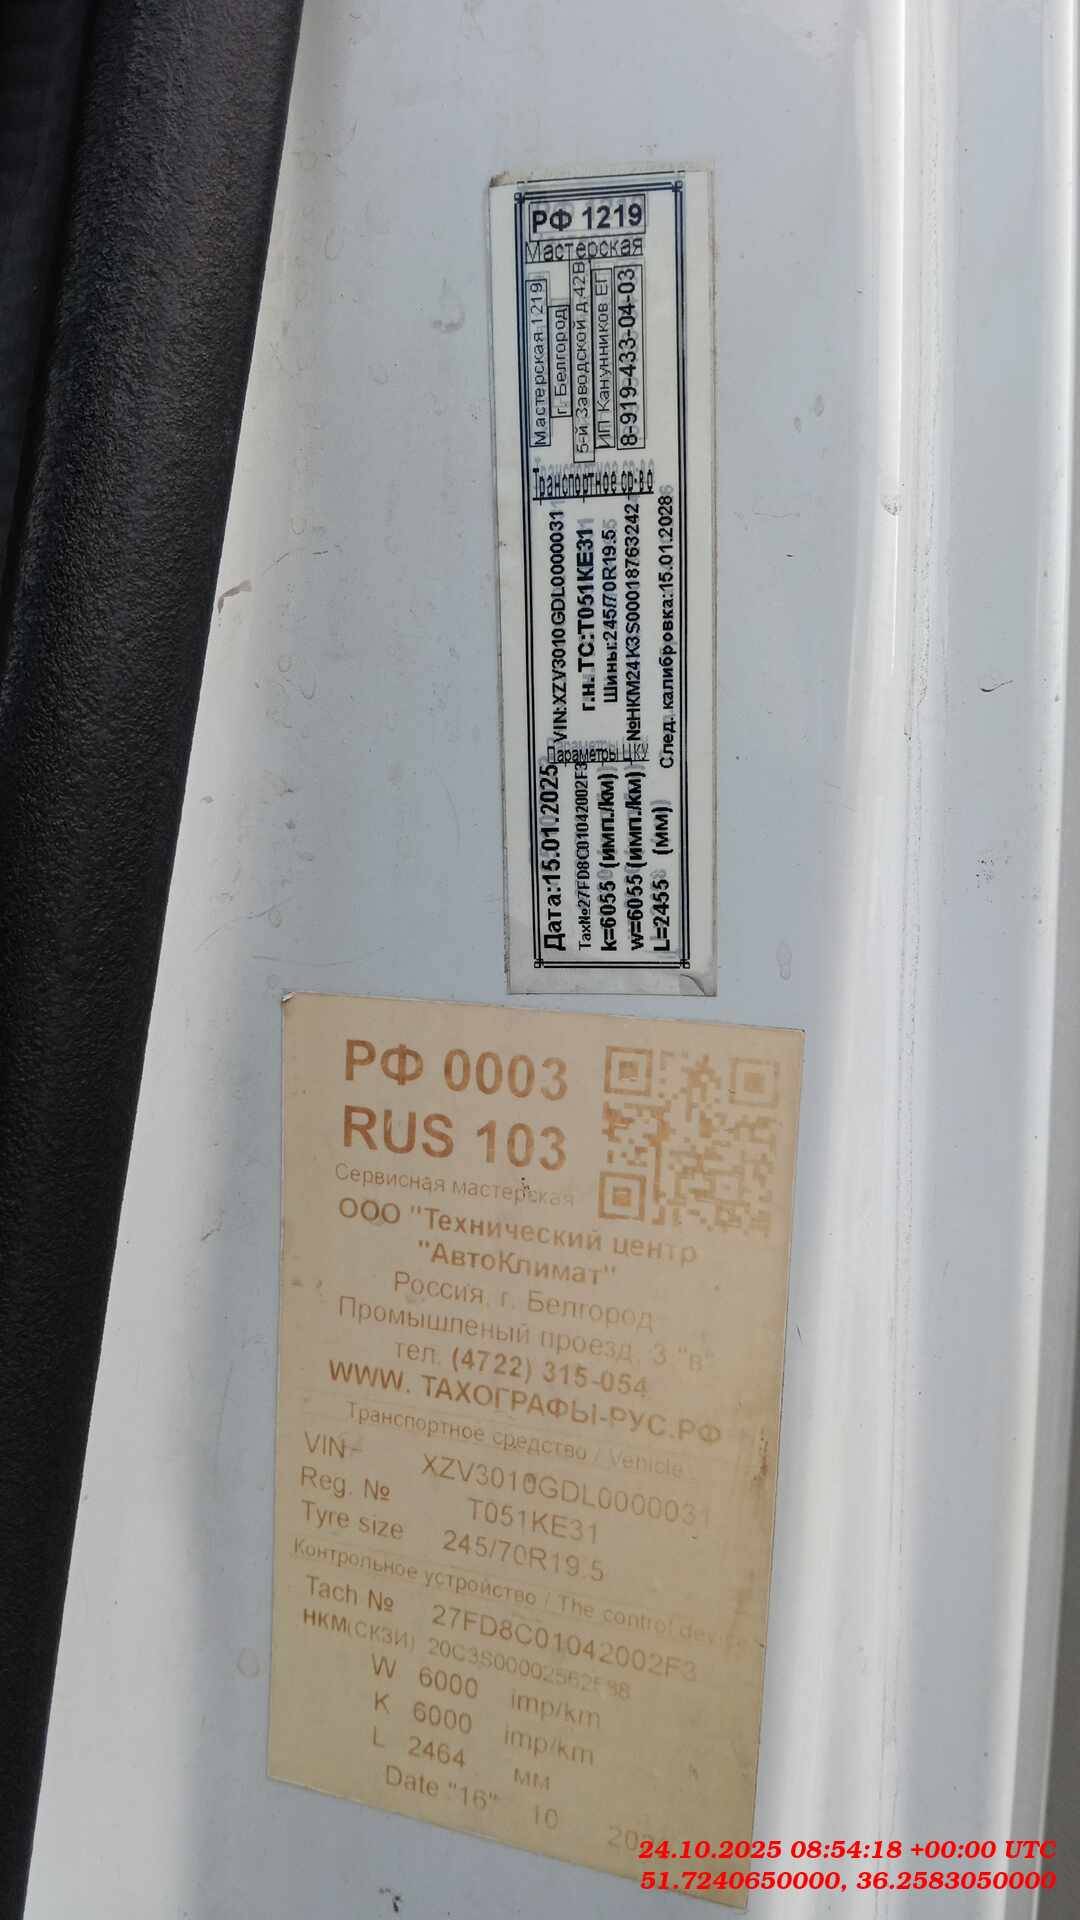 РФ 1219
Мастерская
Мастерская 1219
г. Белгород
5-й Заводской д.42В
ИП Канунников ЕГ
8-919-433-04-03
Транспортное ср-во
VIN:XZV3010GDL0000031
г.н. ТС:Т051КЕ31
Шины:245/70R19.5
№НКМ24К3S00018763242
След. калибровка:15.01.2028
Параметры ЦКУ
Дата:15.01.2025
Тах№27FD8C01042002F3
k=6055 (имп./км)
w=6055 (имп./км)
L=2455 (мм)
РФ 0003
RUS 103
Сервисная мастерская
ООО "Технический центр
"АвтоКлимат"
Россия, г. Белгород
Промышленый проезд, 3 "в"
тел. (4722) 315-054
WWW. ТАХОГРАФЫ-РУС.РФ
Транспортное средство / Vehicle
VIN XZV3010GDL0000031
Reg. № Т051КЕ31
Tyre size 245/70R19.5
Контрольное устройство / The control device
Tach № 27FD8C01042002F3
НКМ(СКЗИ)
W 6000 imp/km
K 6000 imp/km
L 2464 мм
Date "16" 10
24.10.2025 08:54:18 +00:00 UTC
51.7240650000, 36.2583050000